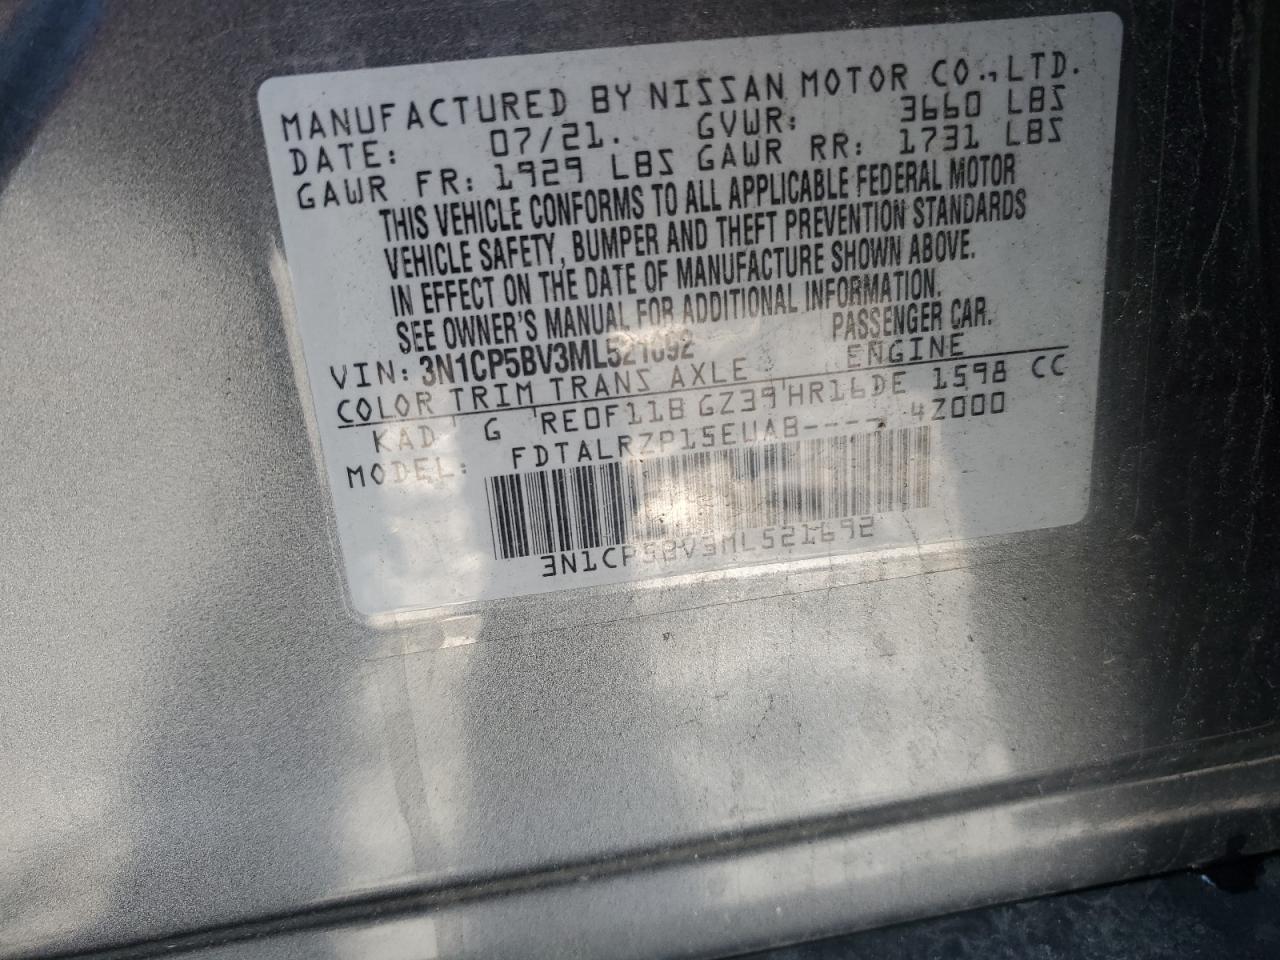 MANUFACTURED BY NISSAN MOTOR CO., LTD.
DATE: 07/21. GVWR: 3660 LBS
GAWR FR: 1929 LBS GAWR RR: 1731 LBS
THIS VEHICLE CONFORMS TO ALL APPLICABLE FEDERAL MOTOR
VEHICLE SAFETY, BUMPER AND THEFT PREVENTION STANDARDS
IN EFFECT ON THE DATE OF MANUFACTURE SHOWN ABOVE.
SEE OWNER'S MANUAL FOR ADDITIONAL INFORMATION.
VIN: 3N1CP5BV3ML521692 PASSENGER CAR.
COLOR TRIM TRANS AXLE ENGINE
KAD G RE0F11B GZ39 HR16DE 1598 CC
MODEL: FDTALRZP15EUAB---- 4Z000
3N1CP5BV3ML521692